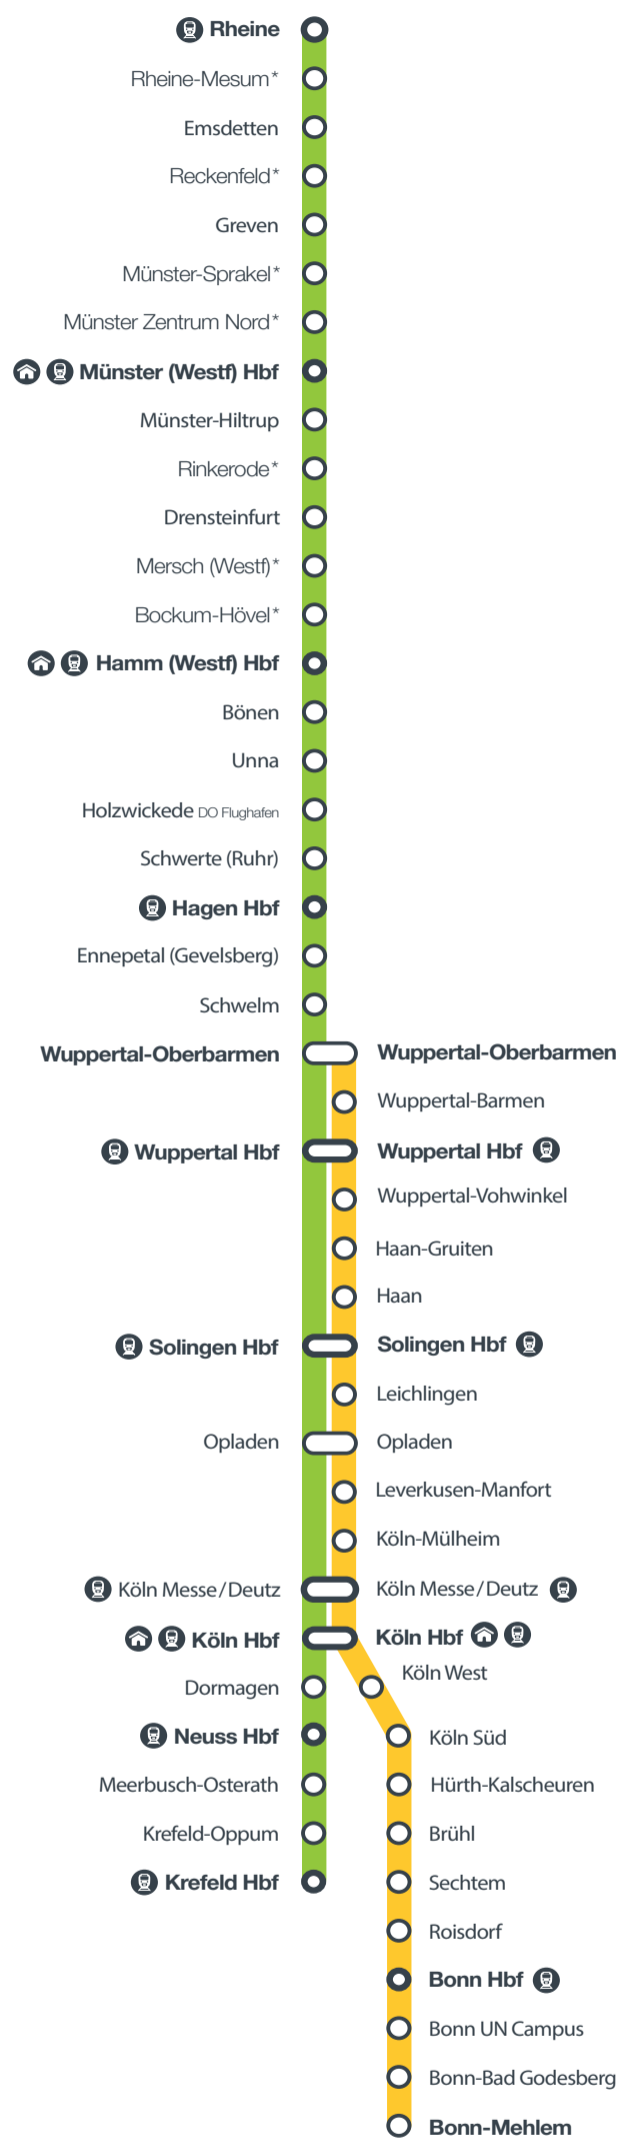 Rheine
Rheine-Mesum*
Emsdetten
Reckenfeld*
Greven
Münster-Sprakel*
Münster Zentrum Nord*
Münster (Westf) Hbf
Münster-Hiltrup
Rinkerode*
Drensteinfurt
Mersch (Westf)*
Bockum-Hövel*
Hamm (Westf) Hbf
Bönen
Unna
Holzwickede DO Flughafen
Schwerte (Ruhr)
Hagen Hbf
Ennepetal (Gevelsberg)
Schwelm
Wuppertal-Oberbarmen Wuppertal-Oberbarmen
Wuppertal-Barmen
Wuppertal Hbf Wuppertal Hbf
Wuppertal-Vohwinkel
Haan-Gruiten
Haan
Solingen Hbf Solingen Hbf
Leichlingen
Opladen Opladen
Leverkusen-Manfort
Köln-Mülheim
Köln Messe/Deutz Köln Messe/Deutz
Köln Hbf Köln Hbf
Dormagen Köln West
Neuss Hbf Köln Süd
Meerbusch-Osterath Hürth-Kalscheuren
Krefeld-Oppum Brühl
Krefeld Hbf Sechtem
Roisdorf
Bonn Hbf
Bonn UN Campus
Bonn-Bad Godesberg
Bonn-Mehlem